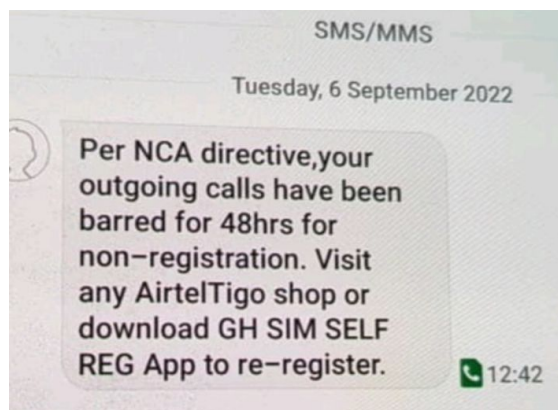 SMS/MMS
Tuesday, 6 September 2022
Per NCA directive,your
outgoing calls have been
barred for 48hrs for
non-registration. Visit
any AirtelTigo shop or
download GH SIM SELF
REG App to re-register.
12:42